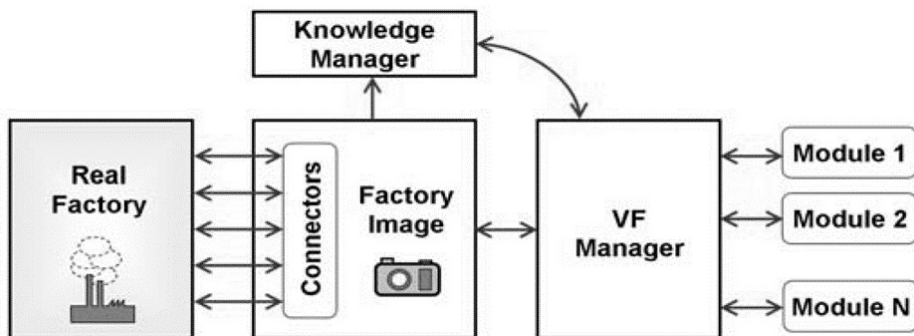 Knowledge
Manager
Real
Factory
Connectors
Factory
Image
VF
Manager
Module 1
Module 2
Module N